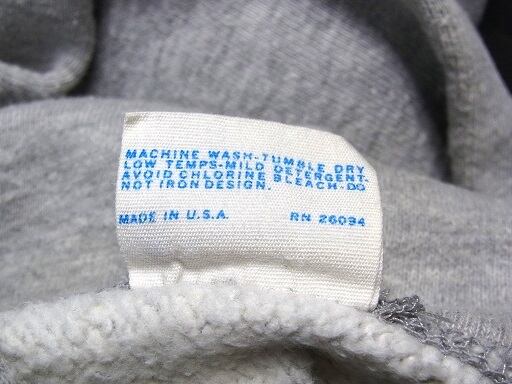 MACHINE WASH-TUMBLE DRY
LOW TEMPS-MILD DETERGENT-
AVOID CHLORINE BLEACH-DO
NOT IRON DESIGN.
MADE IN U.S.A. RN 26094